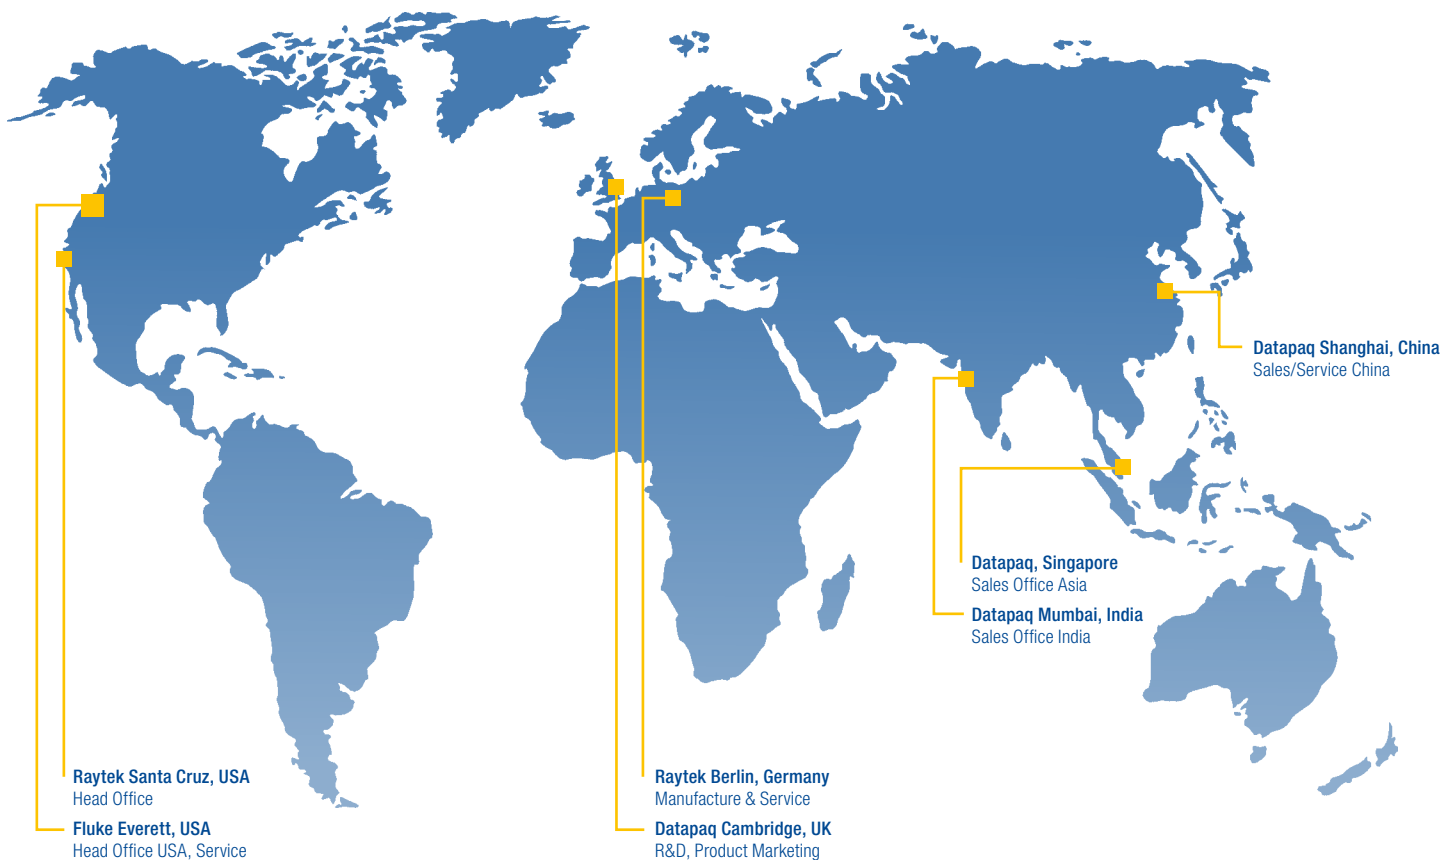 Datapaq Shanghai, China
Sales/Service China
Datapaq, Singapore
Sales Office Asia
Datapaq Mumbai, India
Sales Office India
Raytek Santa Cruz, USA
Head Office
Fluke Everett, USA
Head Office USA, Service
Raytek Berlin, Germany
Manufacture & Service
Datapaq Cambridge, UK
R&D, Product Marketing